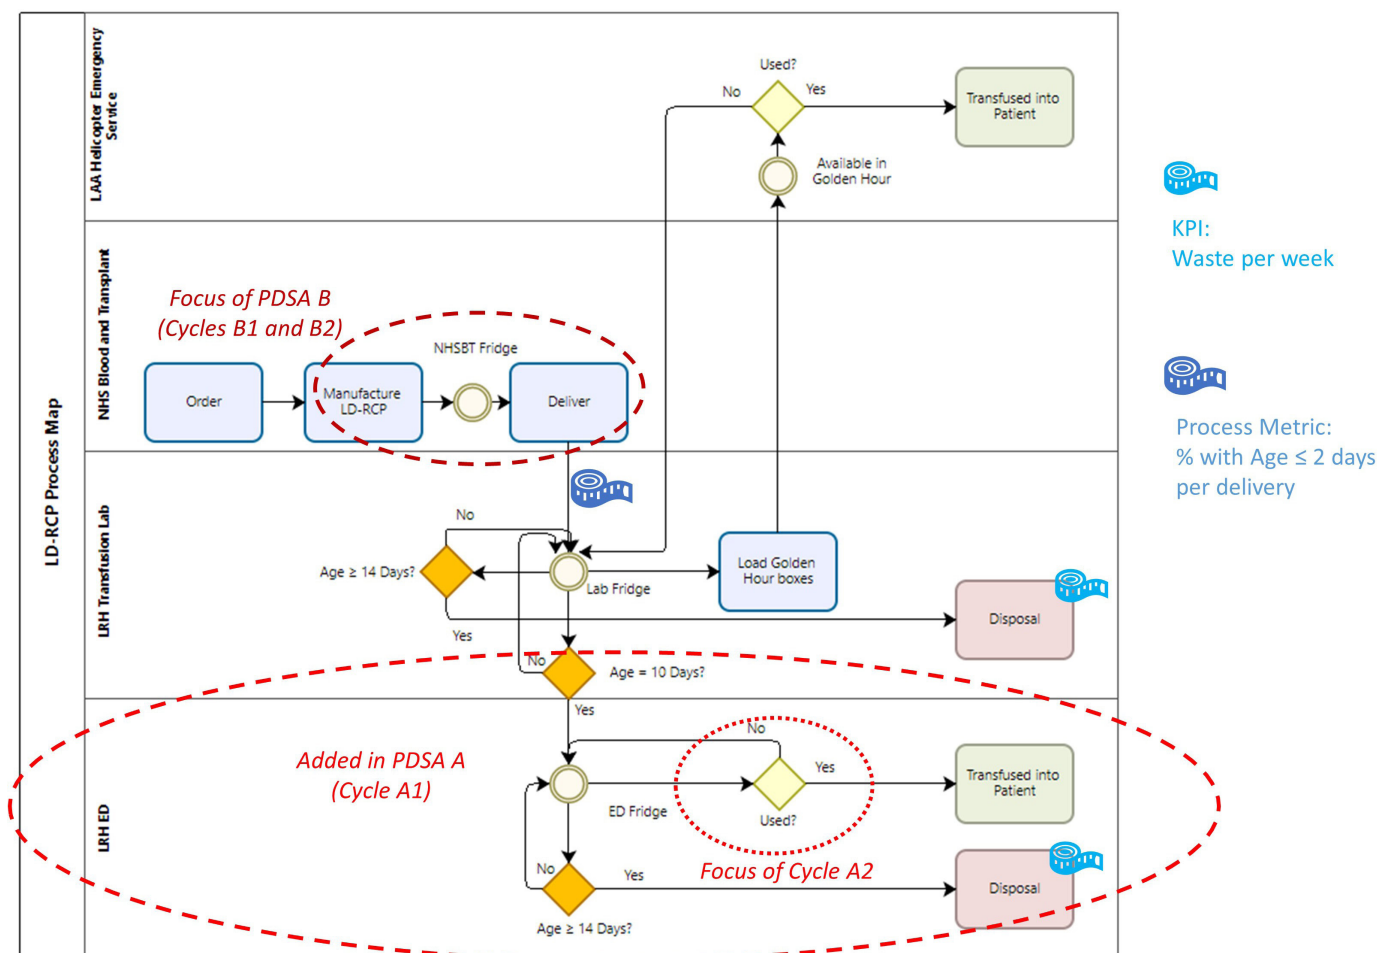 LD-RCP Process Map
LAA Helicopter Emergency
Service
Used?
No
Yes
Transfused into
Patient
Available in
Golden Hour
KPI:
Waste per week
NHS Blood and Transplant
Focus of PDSA B
(Cycles B1 and B2)
NHSBT Fridge
Order
Manufacture
LD-RCP
Deliver
Process Metric:
% with Age ≤ 2 days
per delivery
LRH Transfusion Lab
No
Age ≥ 14 Days?
Lab Fridge
Load Golden
Hour boxes
Yes
Disposal
No
Age = 10 Days?
Yes
LRH ED
Added in PDSA A
(Cycle A1)
No
Yes
ED Fridge
Used?
Transfused into
Patient
Focus of Cycle A2
No
Yes
Disposal
Age ≥ 14 Days?